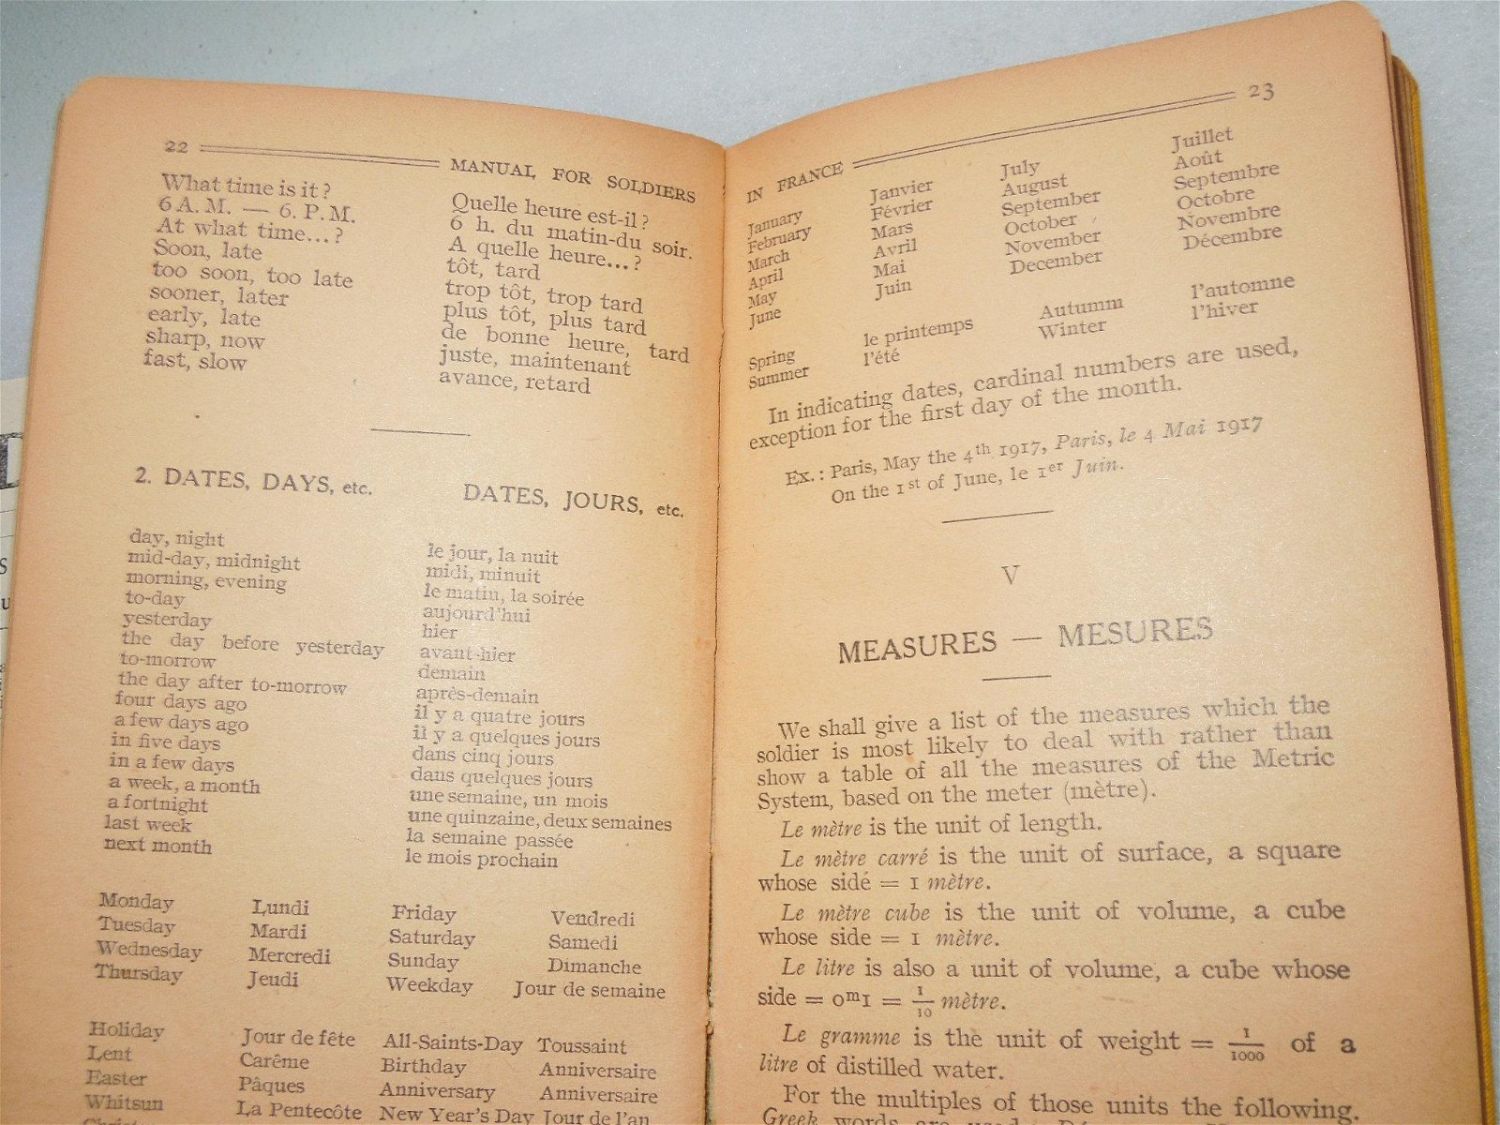 22
MANUAL FOR SOLDIERS
What time is it? Quelle heure est-il?
6 A. M. — 6. P. M. 6 h. du matin-du soir.
At what time...? A quelle heure...?
Soon, late tôt, tard
too soon, too late trop tôt, trop tard
sooner, later plus tôt, plus tard
early, late de bonne heure, tard
sharp, now juste, maintenant
fast, slow avance, retard
2. DATES, DAYS, etc. DATES, JOURS, etc.
day, night le jour, la nuit
mid-day, midnight midi, minuit
morning, evening le matin, la soirée
to-day aujourd'hui
yesterday hier
the day before yesterday avant-hier
to-morrow demain
the day after to-morrow après-demain
four days ago il y a quatre jours
a few days ago il y a quelques jours
in five days dans cinq jours
in a few days dans quelques jours
a week, a month une semaine, un mois
a fortnight une quinzaine, deux semaines
last week la semaine passée
next month le mois prochain
Monday Lundi Friday Vendredi
Tuesday Mardi Saturday Samedi
Wednesday Mercredi Sunday Dimanche
Thursday Jeudi Weekday Jour de semaine
Holiday Jour de fête All-Saints-Day Toussaint
Lent Carême Birthday Anniversaire
Easter Pâques Anniversary Anniversaire
Whitsun La Pentecôte New Year's Day Jour de l'an
IN FRANCE
23
January Janvier July Juillet
February Février August Août
March Mars September Septembre
April Avril October Octobre
May Mai November Novembre
June Juin December Décembre
Spring le printemps Autumm l'automne
Summer l'été Winter l'hiver
In indicating dates, cardinal numbers are used,
exception for the first day of the month.
Ex. : Paris, May the 4th 1917, Paris, le 4 Mai 1917
On the 1st of June, le 1er Juin.
V
MEASURES — MESURES
We shall give a list of the measures which the
soldier is most likely to deal with rather than
show a table of all the measures of the Metric
System, based on the meter (mètre).
Le mètre is the unit of length.
Le mètre carré is the unit of surface, a square
whose side = 1 mètre.
Le mètre cube is the unit of volume, a cube
whose side = 1 mètre.
Le litre is also a unit of volume, a cube whose
side = 0m1 = 1/10 mètre.
Le gramme is the unit of weight = 1/1000 of a
litre of distilled water.
For the multiples of those units the following.
Greek words are used